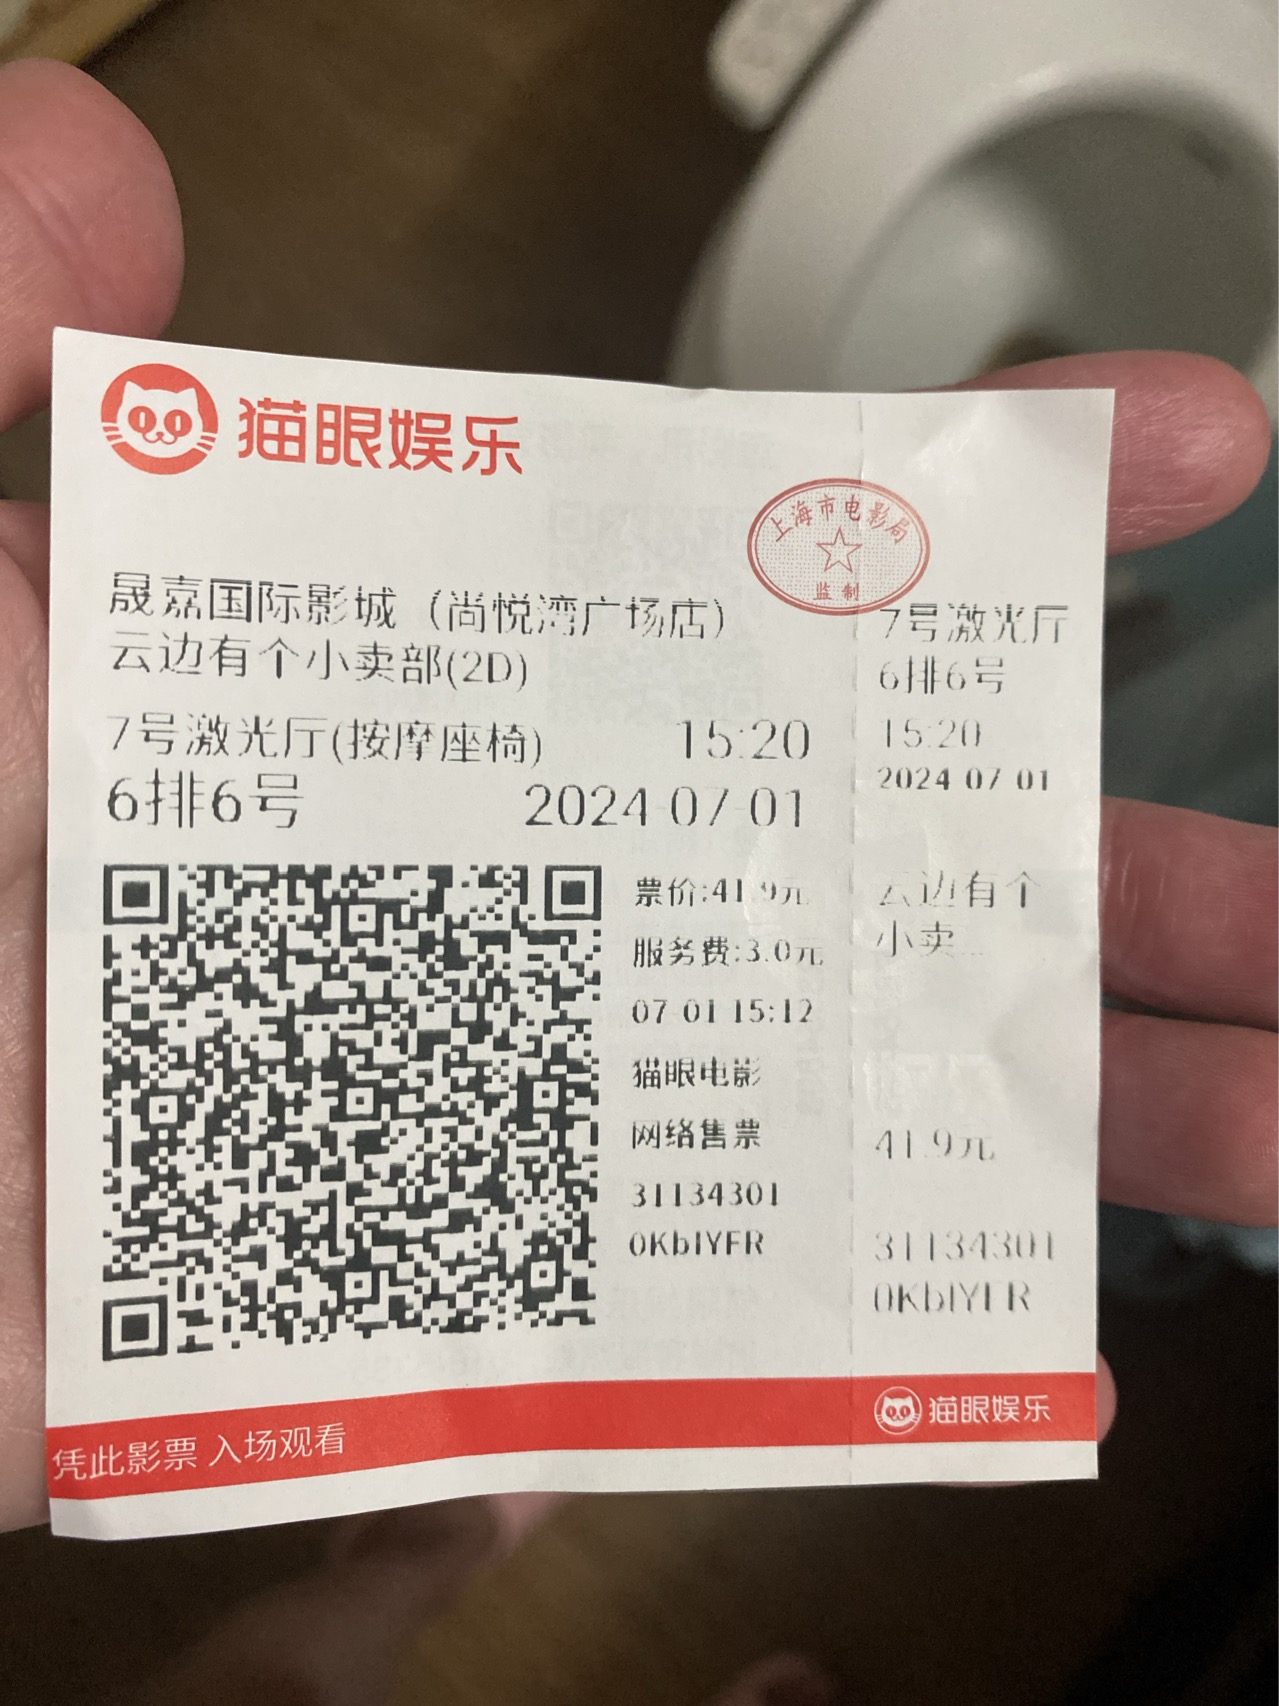 猫眼娱乐
上海市电影局
监制
晟嘉国际影城（尚悦湾广场店）
云边有个小卖部(2D)
7号激光厅(按摩座椅) 15:20
6排6号 2024-07-01
票价:41.9元
服务费:3.0元
07-01 15:12
猫眼电影
网络售票
31134301
0KbIYFR
7号激光厅
6排6号
15:20
2024-07-01
云边有个
小卖...
41.9元
31134301
0KbIYFR
凭此影票 入场观看
猫眼娱乐